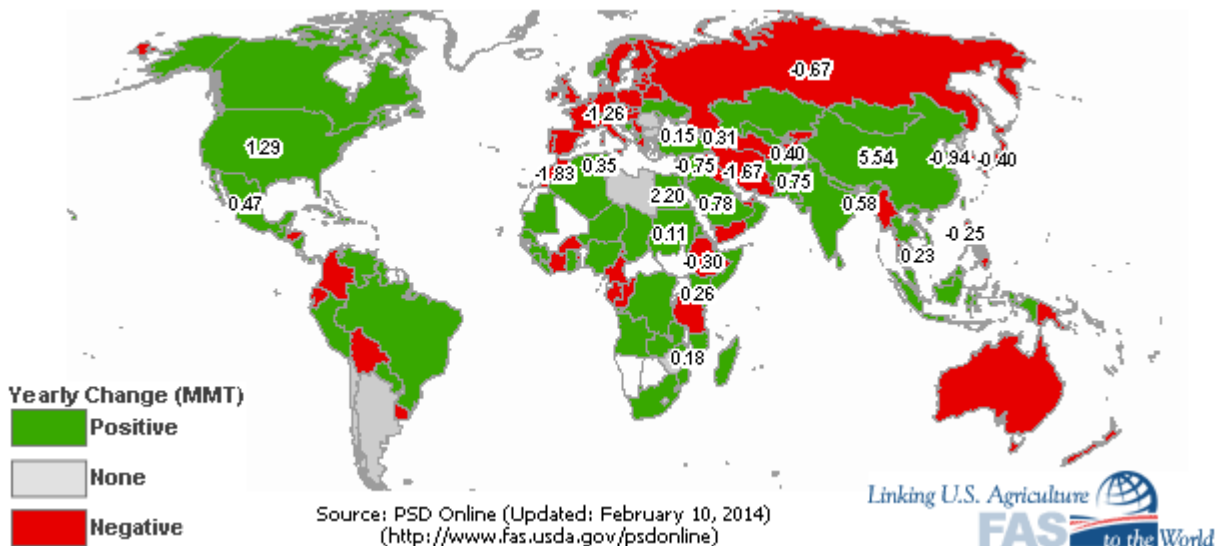 -0.67
-1.26
1.29
0.15
0.31
0.35
-0.75
0.40
5.54
-0.94
-0.40
-1.83
-1.67
0.75
0.47
2.20
0.78
0.58
0.11
-0.25
-0.30
0.23
0.26
0.18
Yearly Change (MMT)
Positive
None
Negative
Source: PSD Online (Updated: February 10, 2014)
(http://www.fas.usda.gov/psdonline)
Linking U.S. Agriculture
FAS
to the World